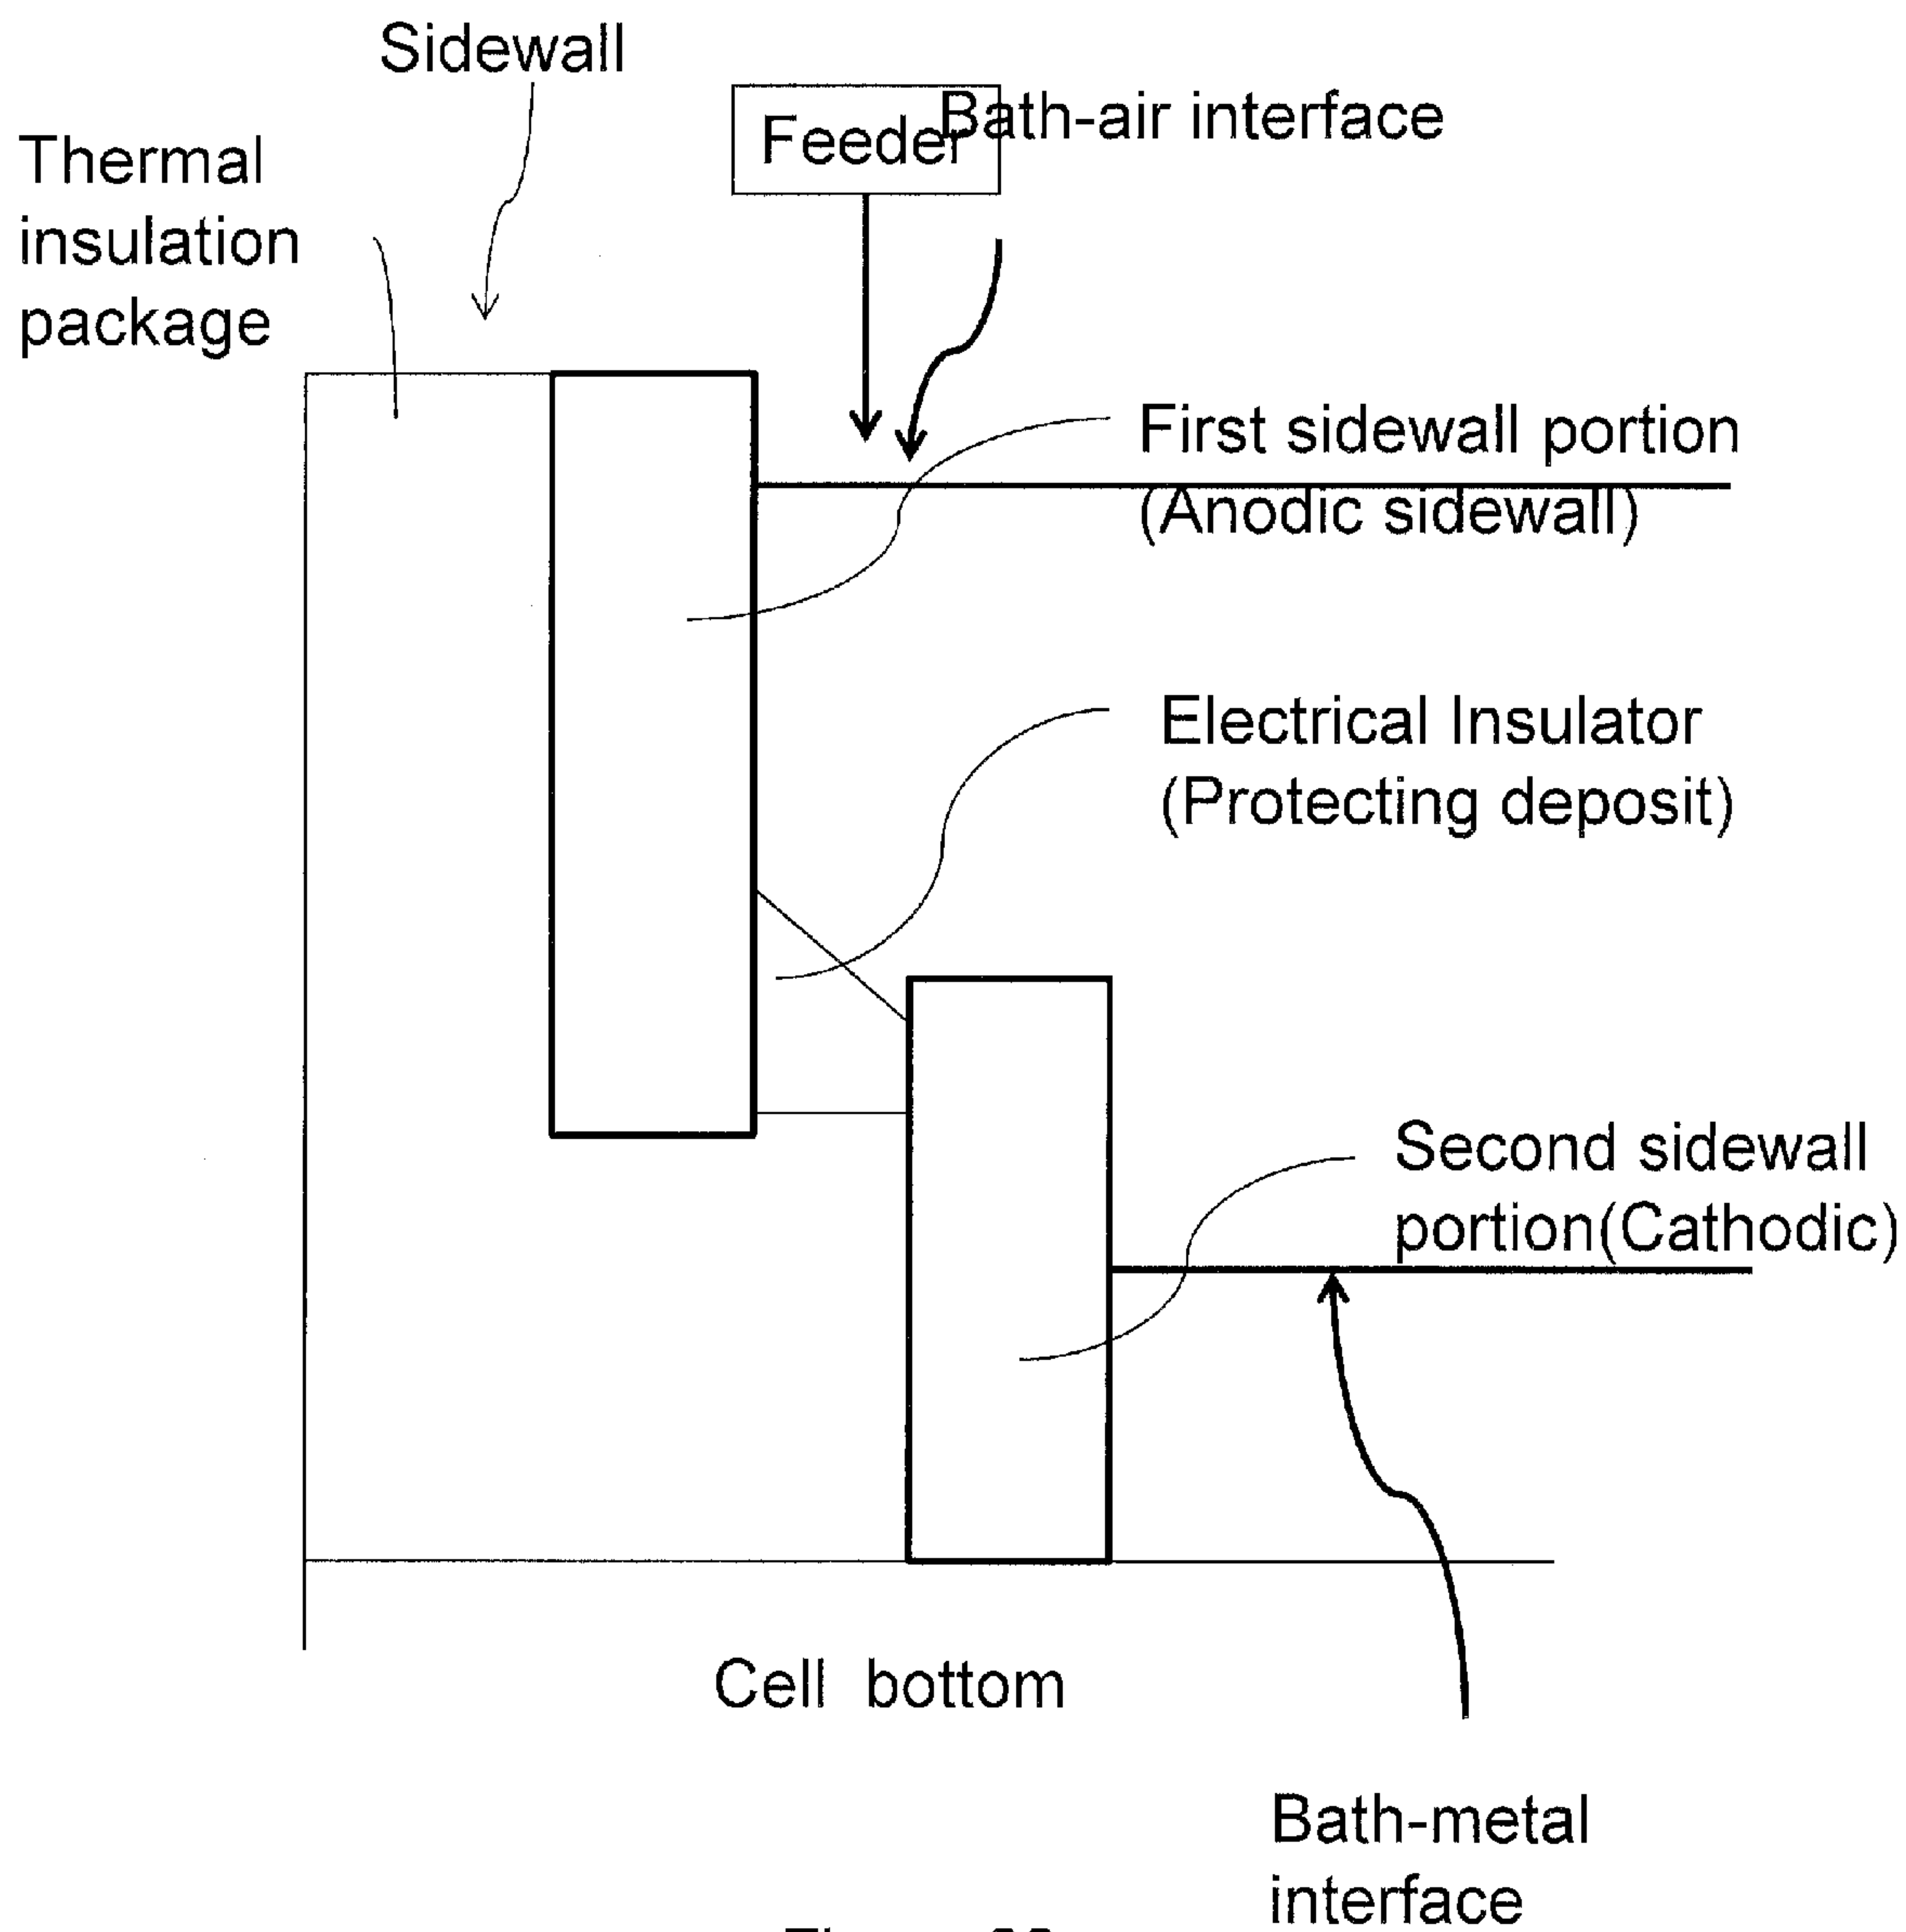 Sidewall
Feeder
Bath-air interface
Thermal
insulation
package
First sidewall portion
(Anodic sidewall)
Electrical Insulator
(Protecting deposit)
Second sidewall
portion(Cathodic)
Cell bottom
Bath-metal
interface